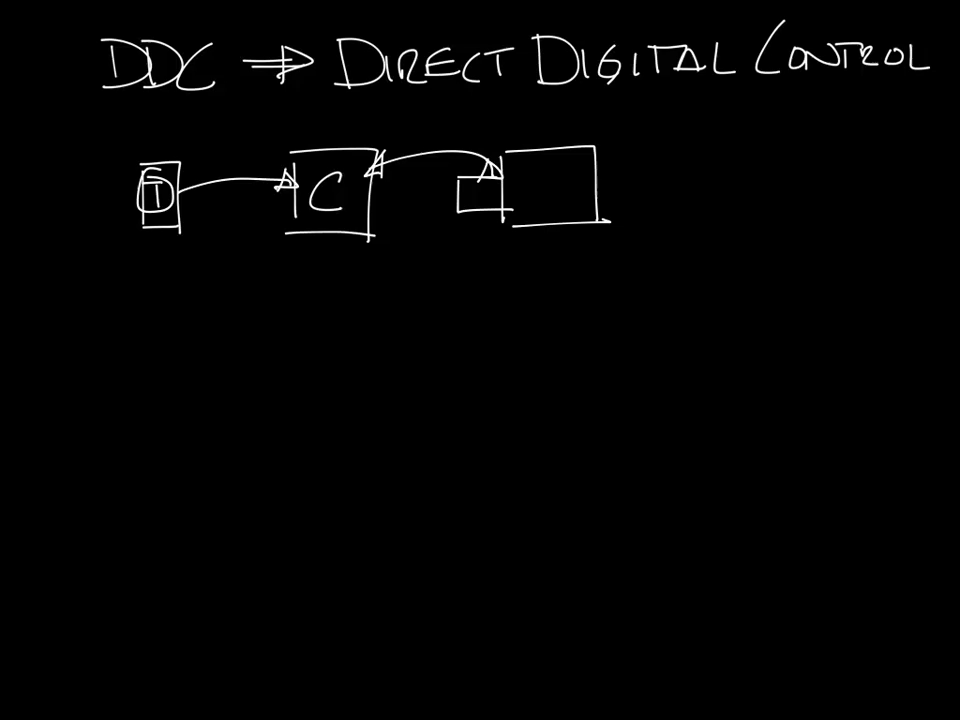 DDC ⇒ DIRECT DIGITAL CONTROL
T C